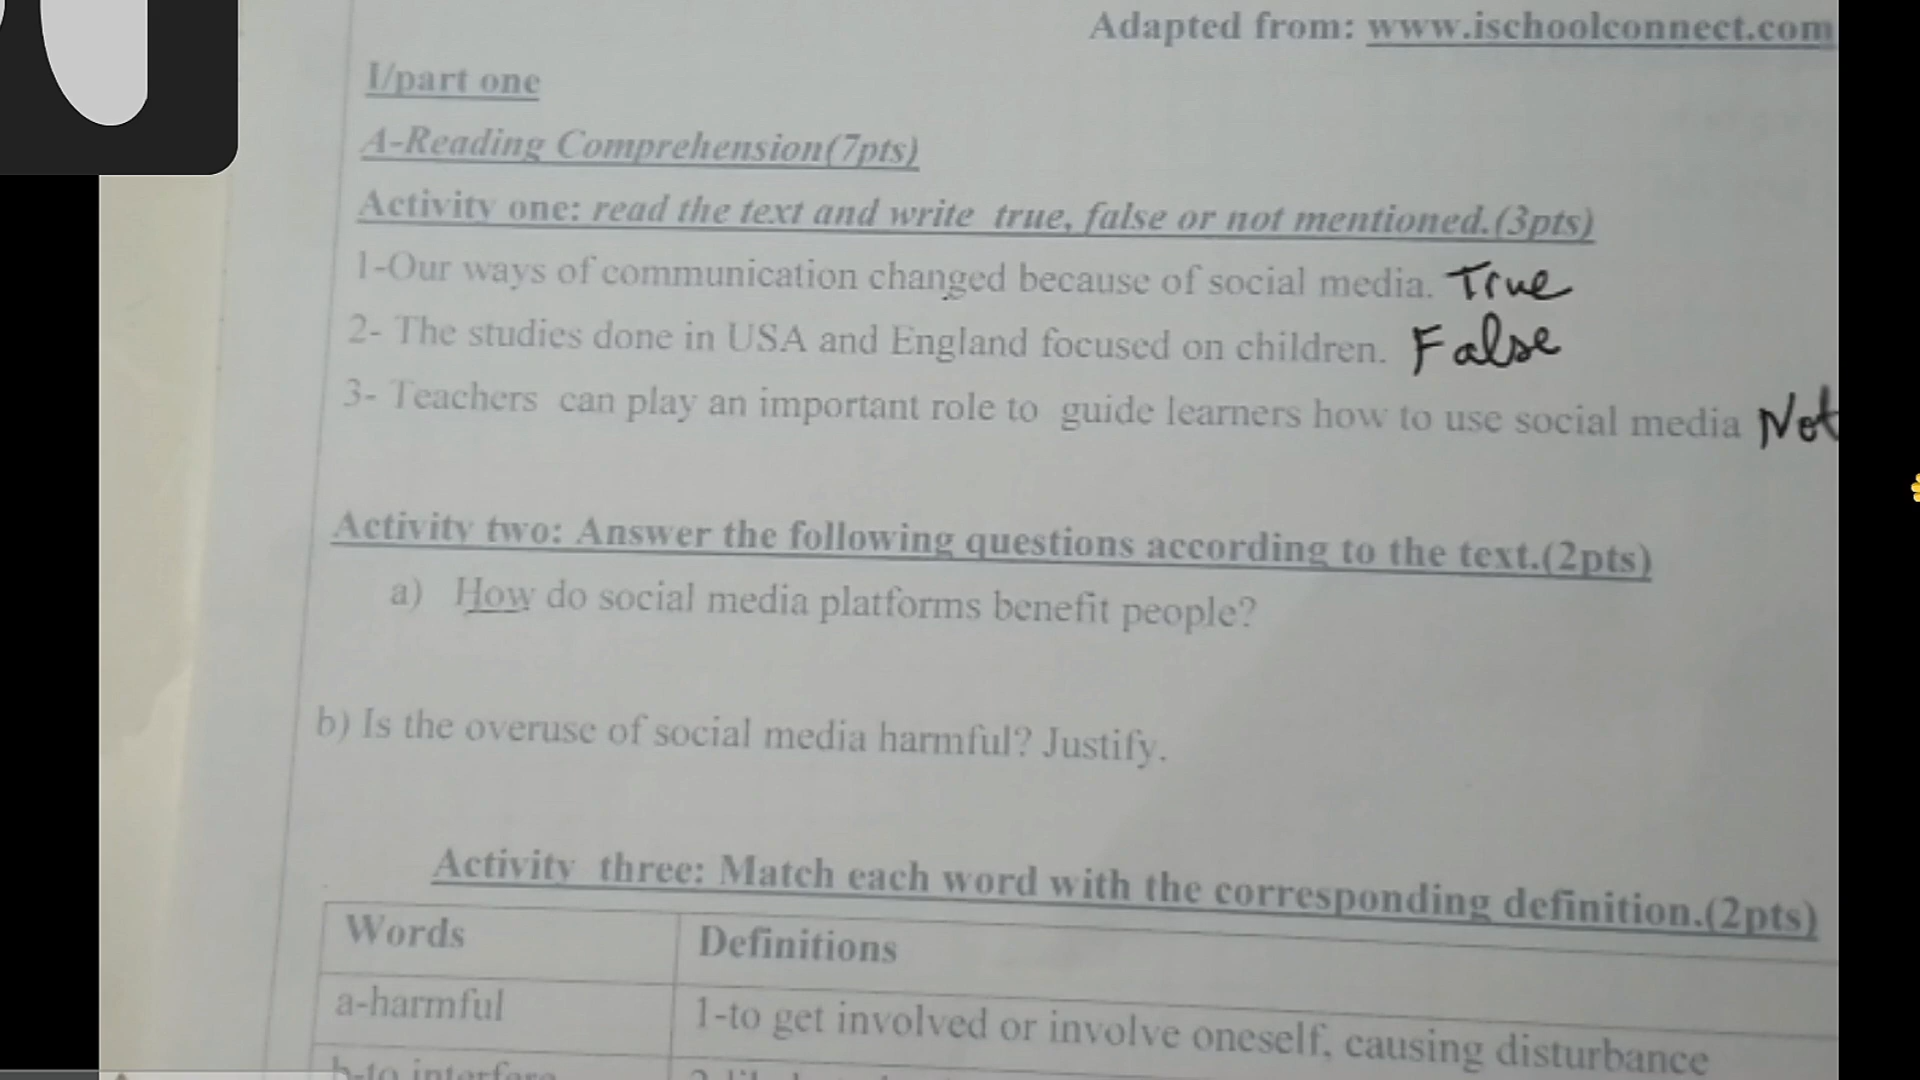 Adapted from: www.ischoolconnect.com
I/part one
A-Reading Comprehension(7pts)
Activity one: read the text and write true, false or not mentioned.(3pts)
1-Our ways of communication changed because of social media. True
2- The studies done in USA and England focused on children. False
3- Teachers can play an important role to guide learners how to use social media Not
Activity two: Answer the following questions according to the text.(2pts)
a) How do social media platforms benefit people?
b) Is the overuse of social media harmful? Justify.
Activity three: Match each word with the corresponding definition.(2pts)
Words Definitions
a-harmful 1-to get involved or involve oneself, causing disturbance
b-to interfere